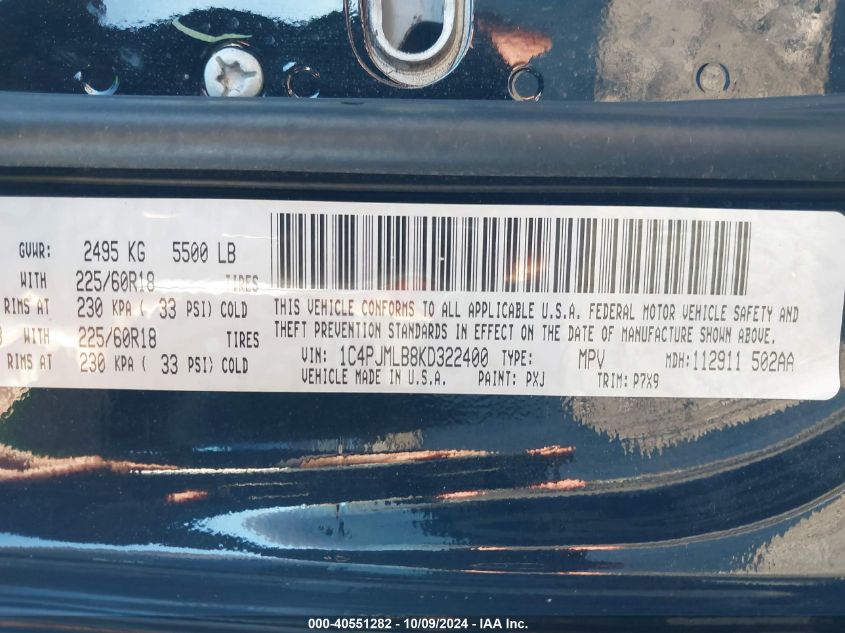 GVWR: 2495 KG 5500 LB
WITH 225/60R18 TIRES
RIMS AT 230 KPA ( 33 PSI) COLD
WITH 225/60R18 TIRES
RIMS AT 230 KPA ( 33 PSI) COLD
THIS VEHICLE CONFORMS TO ALL APPLICABLE U.S.A. FEDERAL MOTOR VEHICLE SAFETY AND
THEFT PREVENTION STANDARDS IN EFFECT ON THE DATE OF MANUFACTURE SHOWN ABOVE.
VIN: 1C4PJMLB8KD322400 TYPE: MPV MDH:112911 502AA
VEHICLE MADE IN U.S.A. PAINT: PXJ TRIM: P7X9
000-40551282 - 10/09/2024 - IAA Inc.